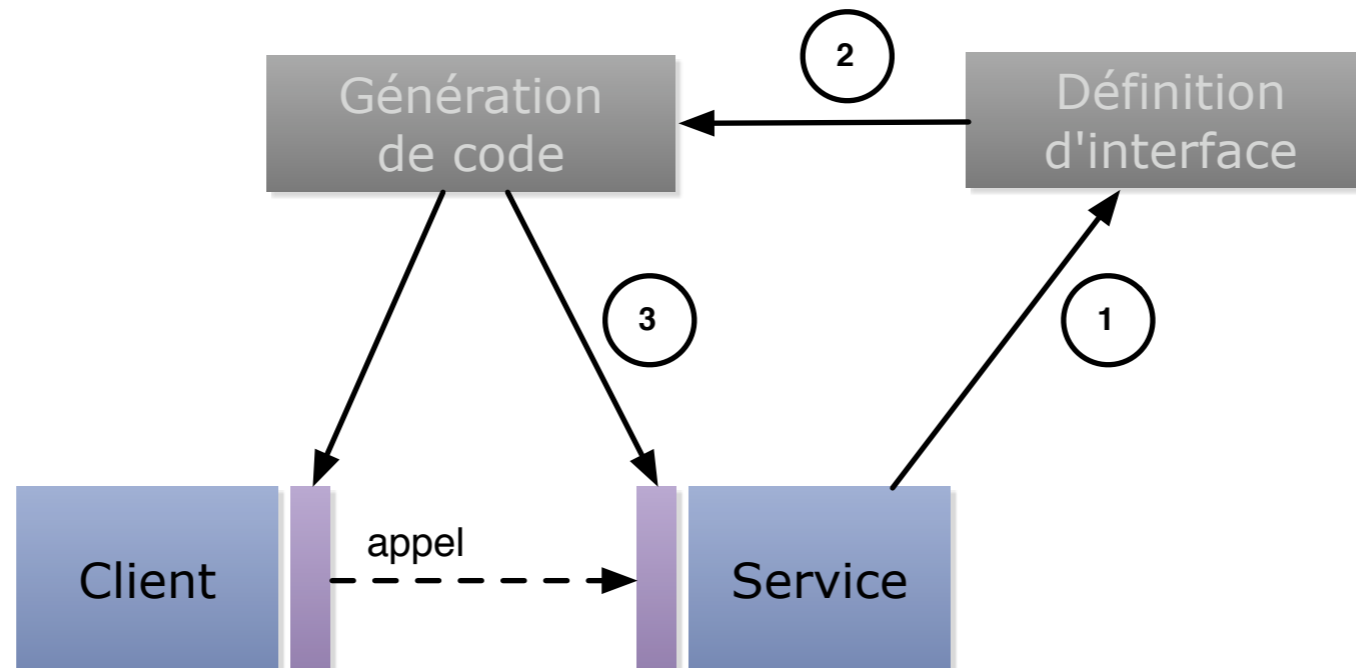 2
Génération
de code
Définition
d'interface
3
1
appel
Client
Service